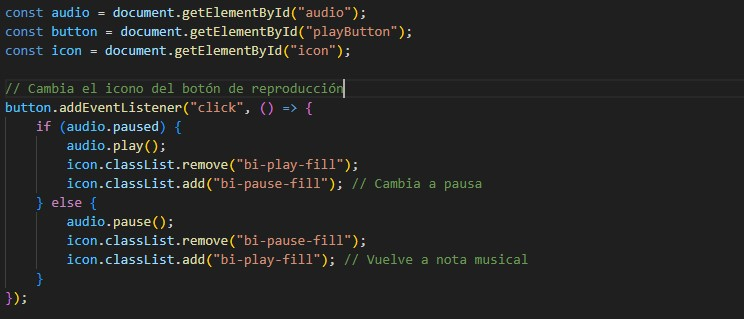 const audio = document.getElementById("audio");
const button = document.getElementById("playButton");
const icon = document.getElementById("icon");

// Cambia el icono del botón de reproducción
button.addEventListener("click", () => {
    if (audio.paused) {
        audio.play();
        icon.classList.remove("bi-play-fill");
        icon.classList.add("bi-pause-fill"); // Cambia a pausa
    } else {
        audio.pause();
        icon.classList.remove("bi-pause-fill");
        icon.classList.add("bi-play-fill"); // Vuelve a nota musical
    }
});